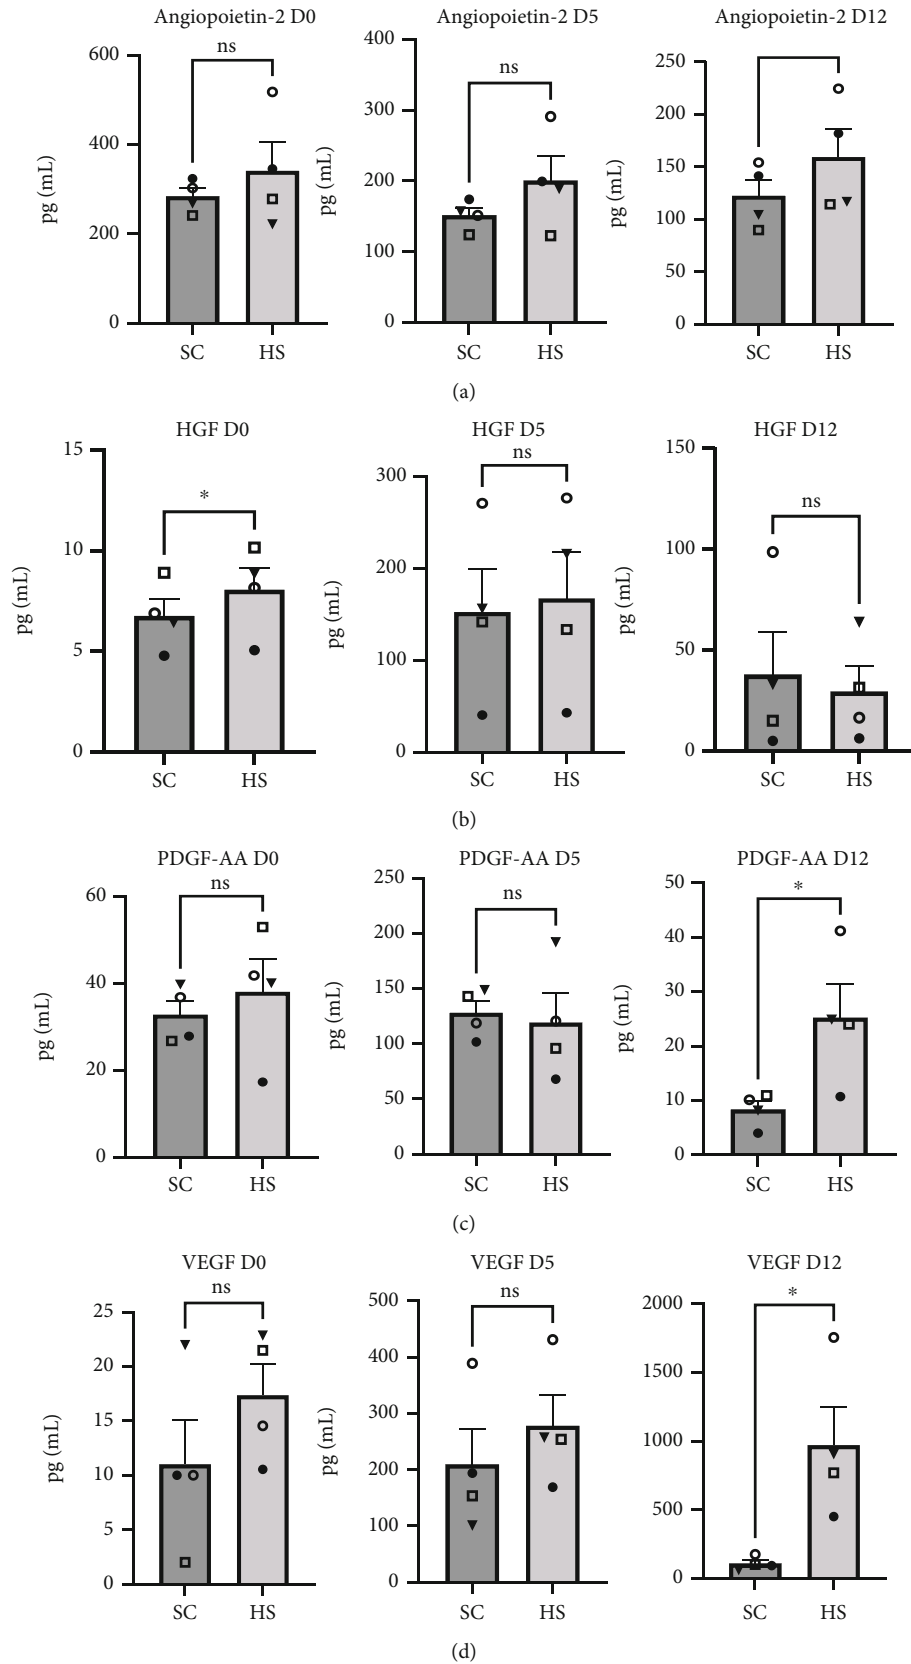 Angiopoietin-2 D0 Angiopoietin-2 D5 Angiopoietin-2 D12
ns ns
600 400 250
400 300 200
200 200 150
0 100 100
0 50
0
pg (mL) pg (mL) pg (mL)
SC HS SC HS SC HS
(a)
HGF D0 HGF D5 HGF D12
* ns ns
15 300 150
10 200 100
5 100 50
0 0 0
pg (mL) pg (mL) pg (mL)
SC HS SC HS SC HS
(b)
PDGF-AA D0 PDGF-AA D5 PDGF-AA D12
ns ns *
60 250 50
40 200 40
20 150 30
0 100 20
50 10
0 0
pg (mL) pg (mL) pg (mL)
SC HS SC HS SC HS
(c)
VEGF D0 VEGF D5 VEGF D12
ns ns *
25 500 2000
20 400 1500
15 300 1000
10 200 500
5 100 0
0 0
pg (mL) pg (mL)
SC HS SC HS SC HS
(d)